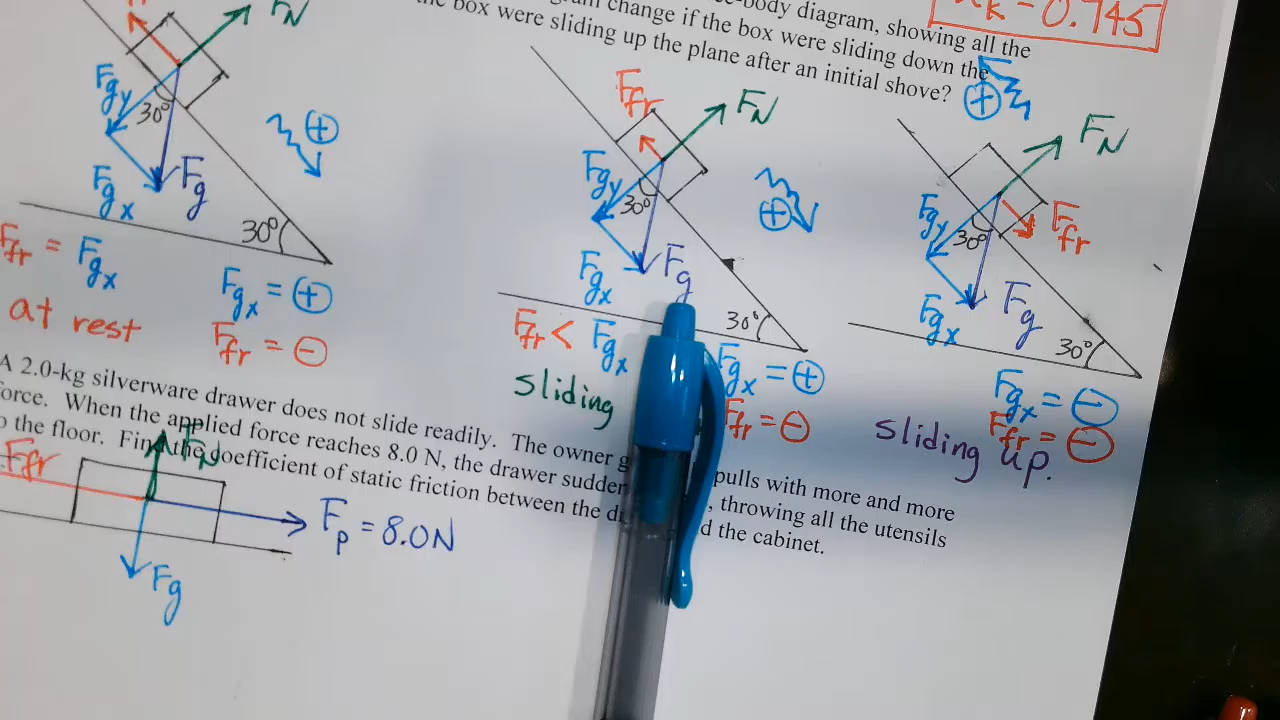 -body diagram, showing all the
gram change if the box were sliding down the
the box were sliding up the plane after an initial shove?
μk = 0.745
FN
Fgy
30°
Fg
Fgx
30°
⊕
Ffr = Fgx
at rest
Fgx = ⊕
Ffr = ⊖
Ffr
FN
Fgy
30°
Fg
Fgx
30°
⊕
Ffr < Fgx
sliding
Fgx = ⊕
Ffr = ⊖
⊕
FN
Fgy
30°
Ffr
Fg
Fgx
30°
sliding up.
Fgx = ⊖
Ffr = ⊖
A 2.0-kg silverware drawer does not slide readily. The owner g pulls with more and more
force. When the applied force reaches 8.0 N, the drawer sudden , throwing all the utensils
to the floor. Find the coefficient of static friction between the d d the cabinet.
Ffr
FN
Fp = 8.0N
Fg